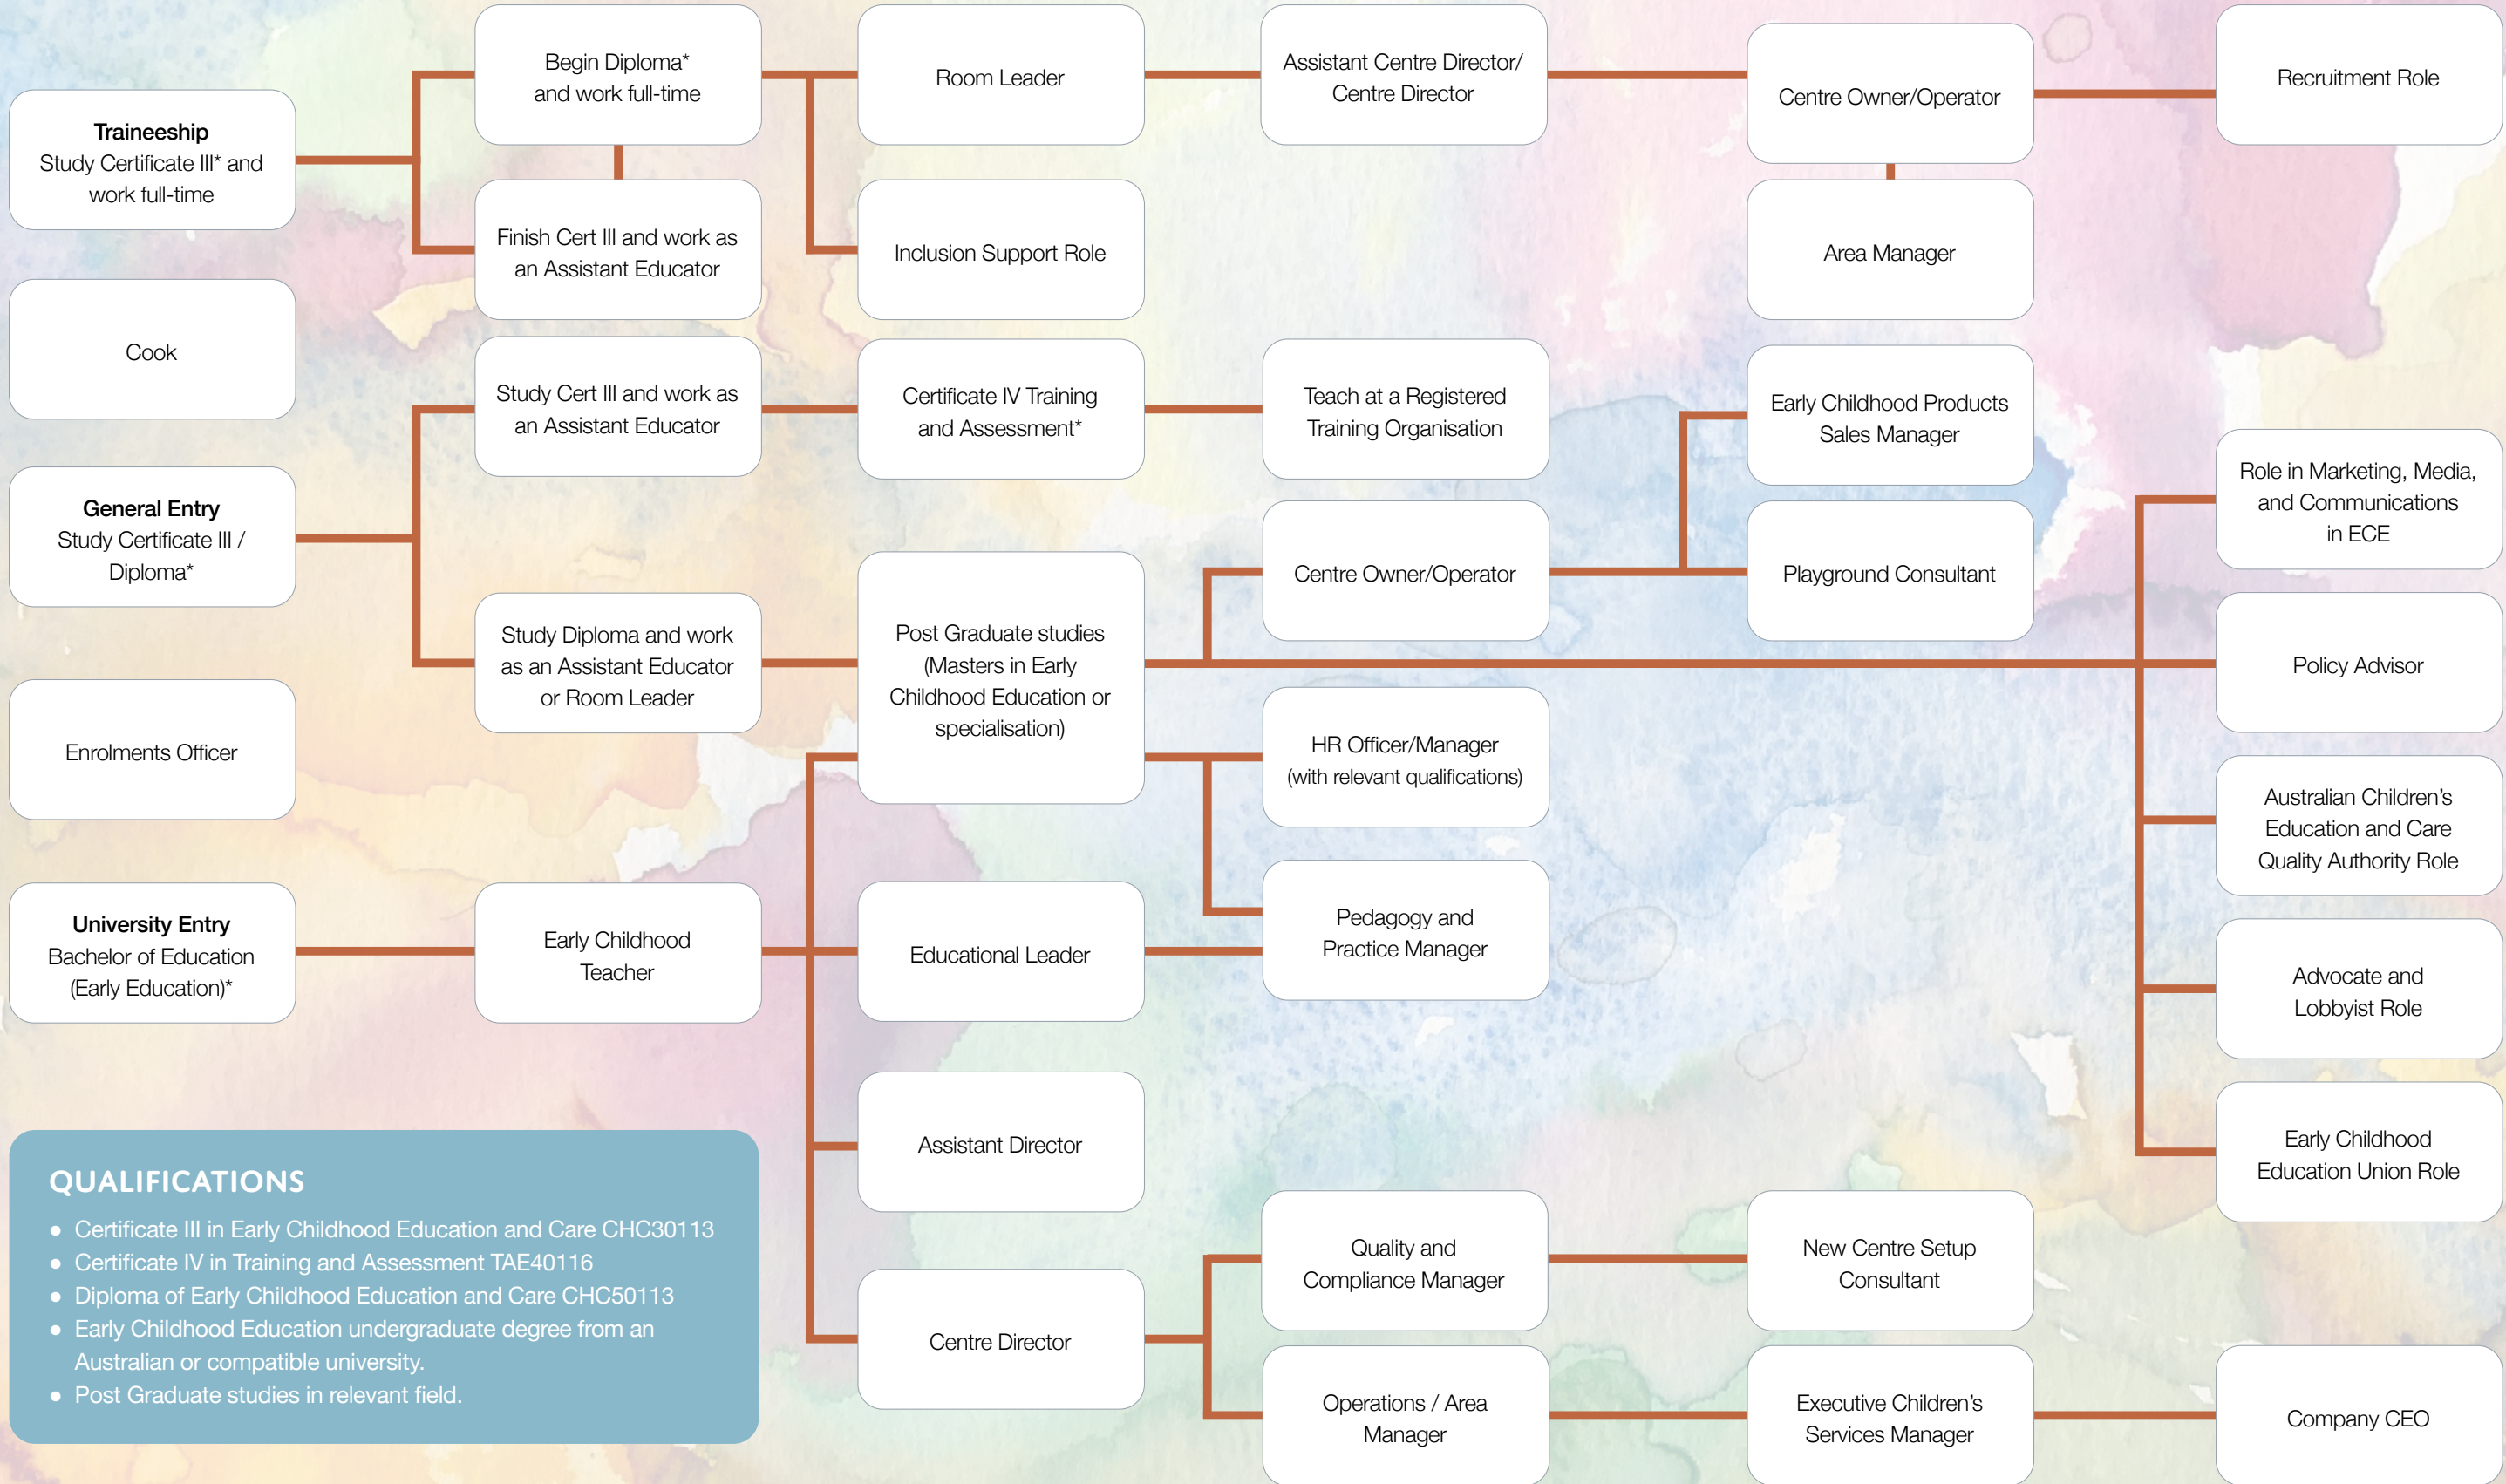 Traineeship
Study Certificate III* and
work full-time
Cook
General Entry
Study Certificate III /
Diploma*
Enrolments Officer
University Entry
Bachelor of Education
(Early Education)*
Begin Diploma*
and work full-time
Finish Cert III and work as
an Assistant Educator
Study Cert III and work as
an Assistant Educator
Study Diploma and work
as an Assistant Educator
or Room Leader
Early Childhood
Teacher
Room Leader
Inclusion Support Role
Certificate IV Training
and Assessment*
Post Graduate studies
(Masters in Early
Childhood Education or
specialisation)
Educational Leader
Assistant Director
Centre Director
Assistant Centre Director/
Centre Director
Teach at a Registered
Training Organisation
Centre Owner/Operator
HR Officer/Manager
(with relevant qualifications)
Pedagogy and
Practice Manager
Quality and
Compliance Manager
Operations / Area
Manager
Centre Owner/Operator
Area Manager
Early Childhood Products
Sales Manager
Playground Consultant
New Centre Setup
Consultant
Executive Children's
Services Manager
Recruitment Role
Role in Marketing, Media,
and Communications
in ECE
Policy Advisor
Australian Children's
Education and Care
Quality Authority Role
Advocate and
Lobbyist Role
Early Childhood
Education Union Role
Company CEO
QUALIFICATIONS
● Certificate III in Early Childhood Education and Care CHC30113
● Certificate IV in Training and Assessment TAE40116
● Diploma of Early Childhood Education and Care CHC50113
● Early Childhood Education undergraduate degree from an
Australian or compatible university.
● Post Graduate studies in relevant field.